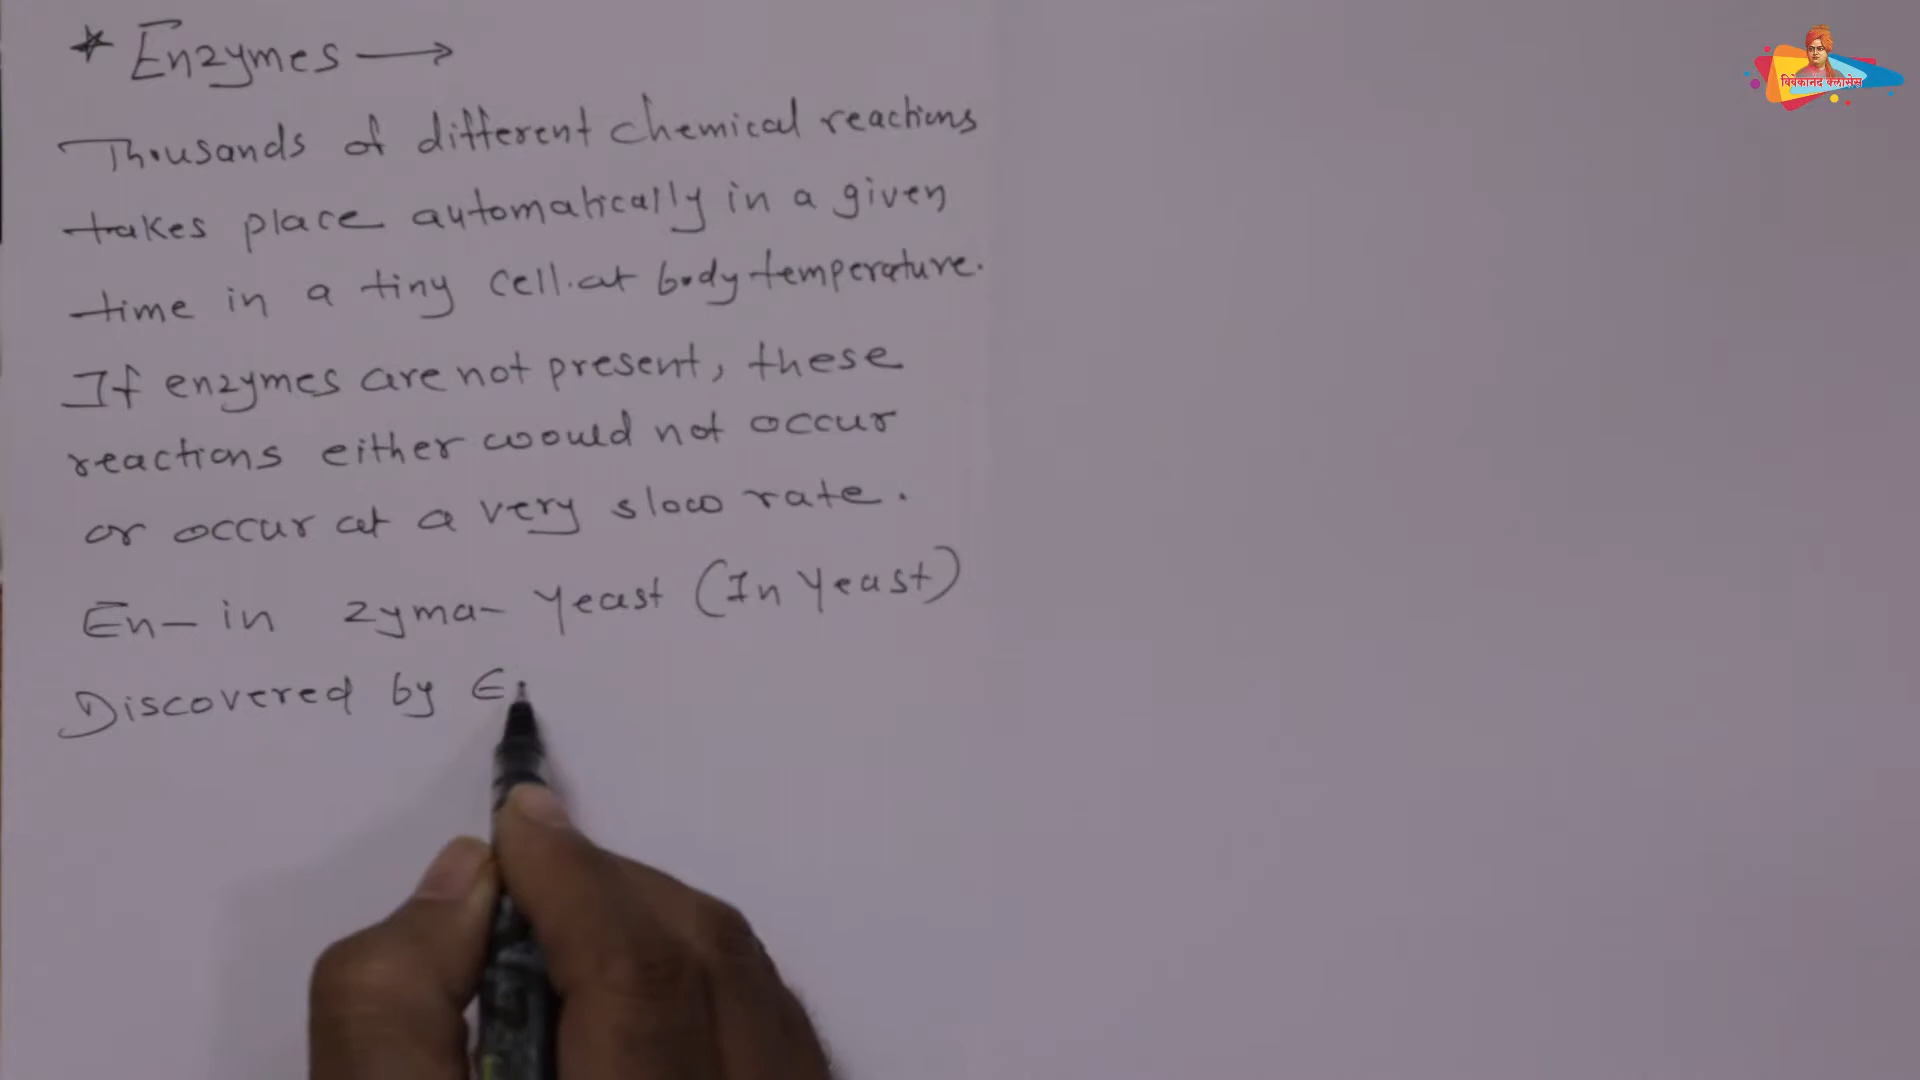 * Enzymes →
Thousands of different chemical reactions
takes place automatically in a given
time in a tiny cell.at body temperature.
If enzymes are not present, these
reactions either would not occur
or occur at a very slow rate.
En- in zyma- Yeast (In Yeast)
Discovered by E
विवेकानंद क्लासेस